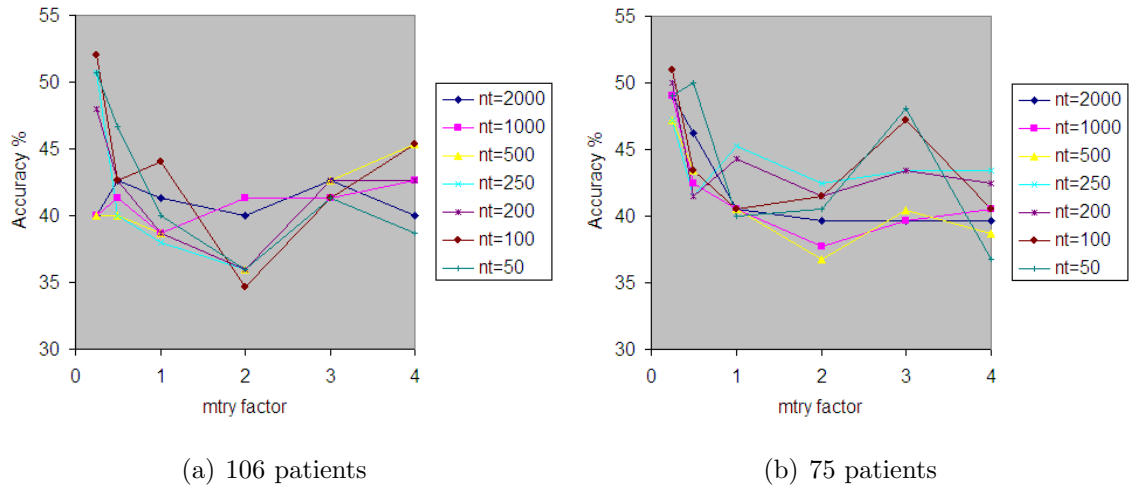 55
50
45
40
35
30
Accuracy %
0 1 2 3 4
mtry factor
nt=2000
nt=1000
nt=500
nt=250
nt=200
nt=100
nt=50
(a) 106 patients
55
50
45
40
35
30
Accuracy %
0 1 2 3 4
mtry factor
nt=2000
nt=1000
nt=500
nt=250
nt=200
nt=100
nt=50
(b) 75 patients